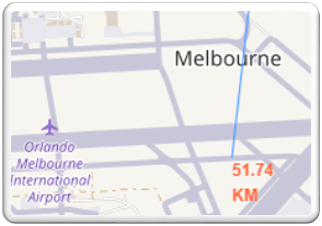 Melbourne
Orlando
Melbourne
International
Airport
51.74
KM